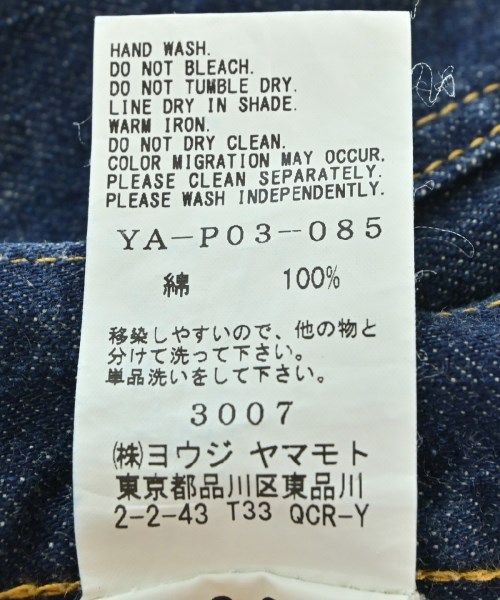 HAND WASH.
DO NOT BLEACH.
DO NOT TUMBLE DRY.
LINE DRY IN SHADE.
WARM IRON.
DO NOT DRY CLEAN.
COLOR MIGRATION MAY OCCUR.
PLEASE CLEAN SEPARATELY.
PLEASE WASH INDEPENDENTLY.
YA-P03-085
綿 100%
移染しやすいので、他の物と
分けて洗って下さい。
単品洗いをして下さい。
3007
㈱ヨウジ ヤマモト
東京都品川区東品川
2-2-43 T33 QCR-Y